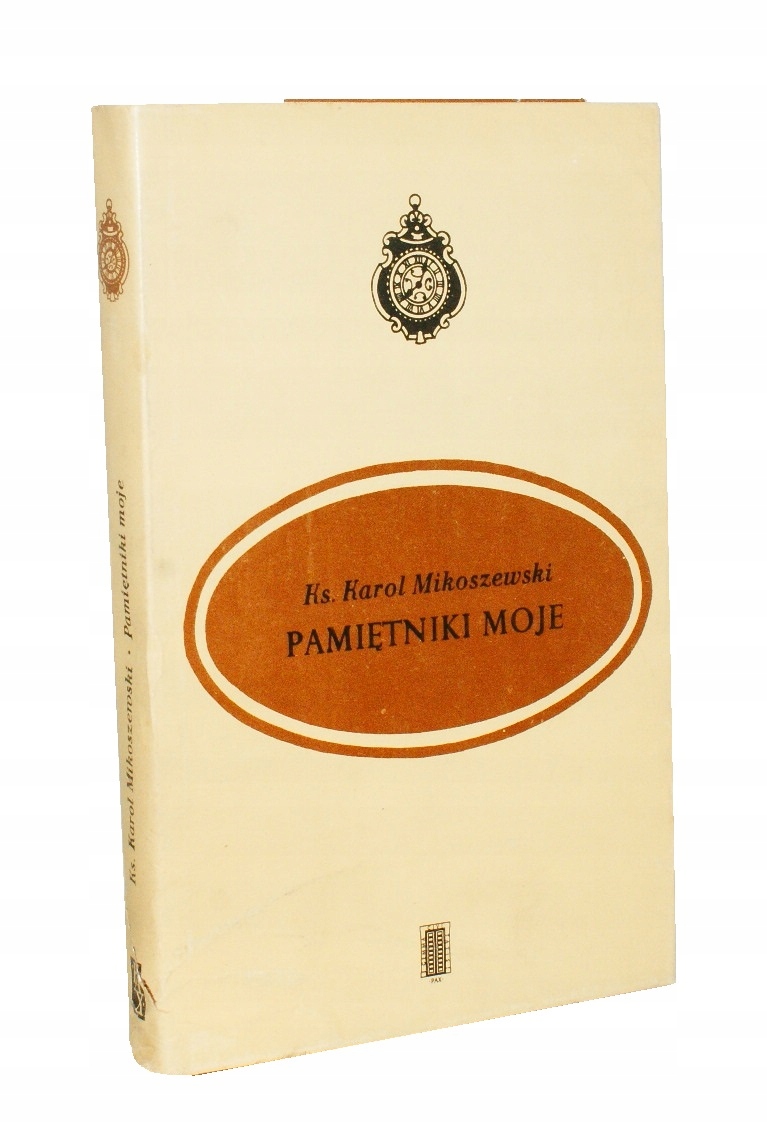 Ks. Karol Mikoszewski
PAMIĘTNIKI MOJE
PAX
Ks. Karol Mikoszewski • Pamiętniki moje